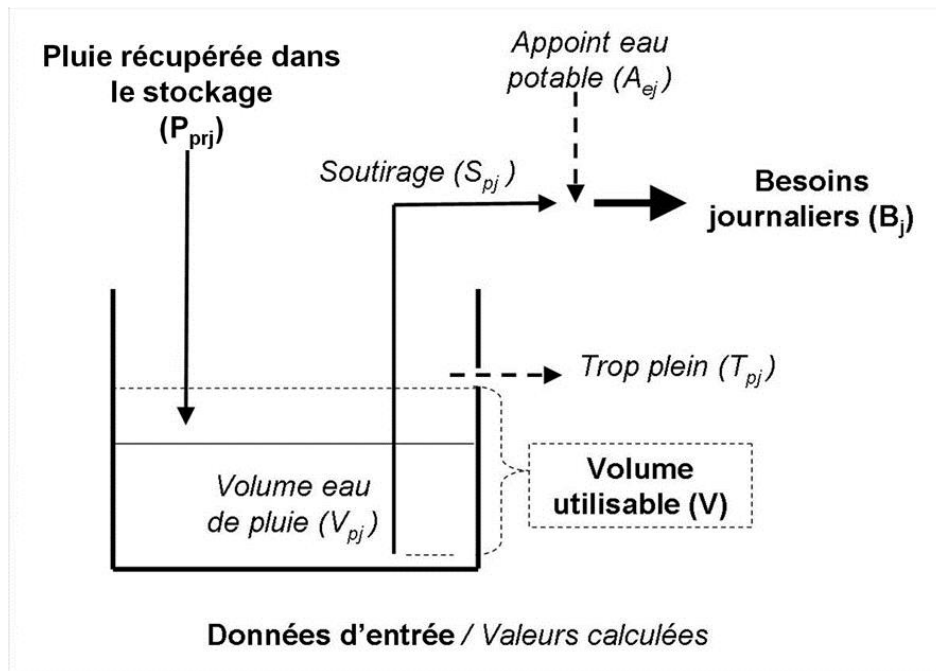 Pluie récupérée dans
le stockage
(Pprj)
Appoint eau
potable (Aej)
Soutirage (Spj)
Besoins
journaliers (Bj)
Trop plein (Tpj)
Volume
utilisable (V)
Volume eau
de pluie (Vpj)
Données d'entrée / Valeurs calculées